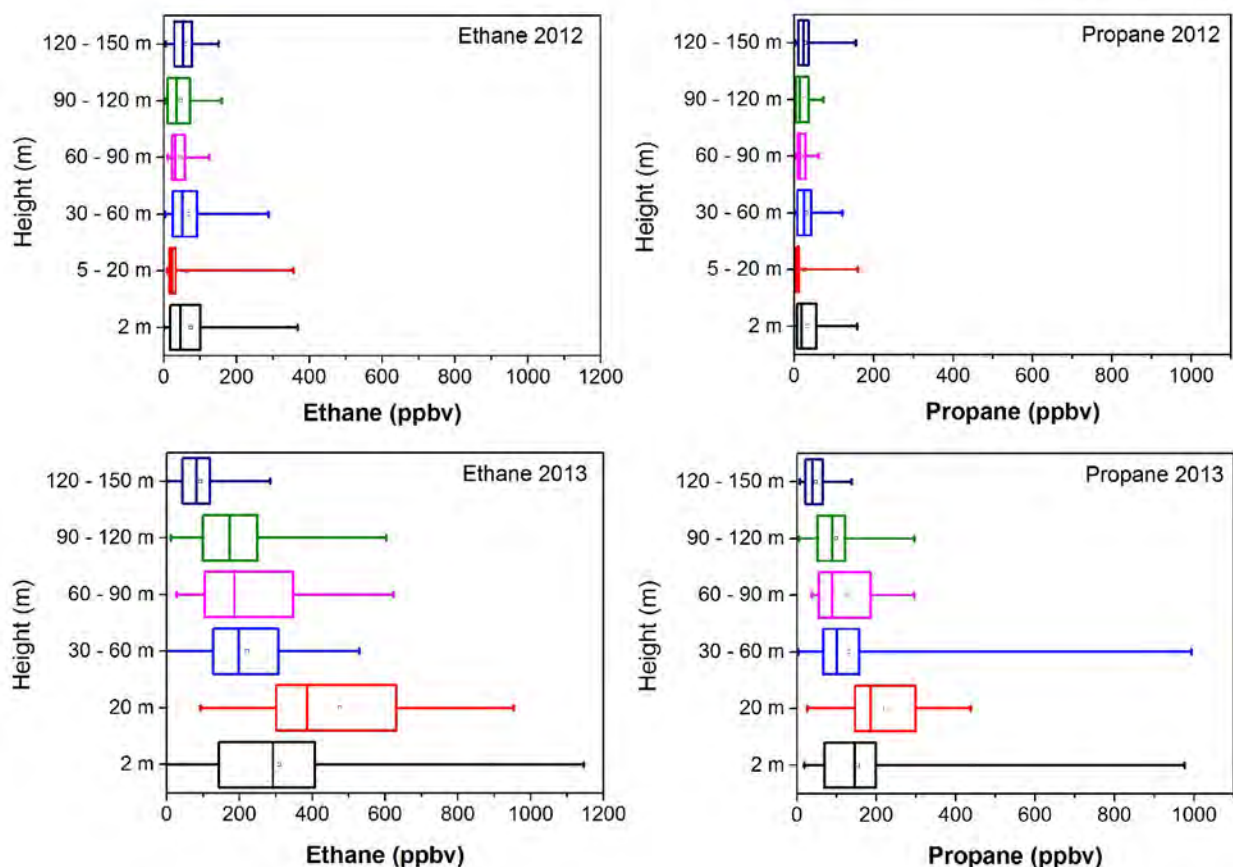 Ethane 2012
Height (m)
120 - 150 m
90 - 120 m
60 - 90 m
30 - 60 m
5 - 20 m
2 m
0 200 400 600 800 1000 1200
Ethane (ppbv)
Propane 2012
Height (m)
120 - 150 m
90 - 120 m
60 - 90 m
30 - 60 m
5 - 20 m
2 m
0 200 400 600 800 1000
Propane (ppbv)
Ethane 2013
Height (m)
120 - 150 m
90 - 120 m
60 - 90 m
30 - 60 m
20 m
2 m
0 200 400 600 800 1000 1200
Ethane (ppbv)
Propane 2013
Height (m)
120 - 150 m
90 - 120 m
60 - 90 m
30 - 60 m
20 m
2 m
0 200 400 600 800 1000
Propane (ppbv)